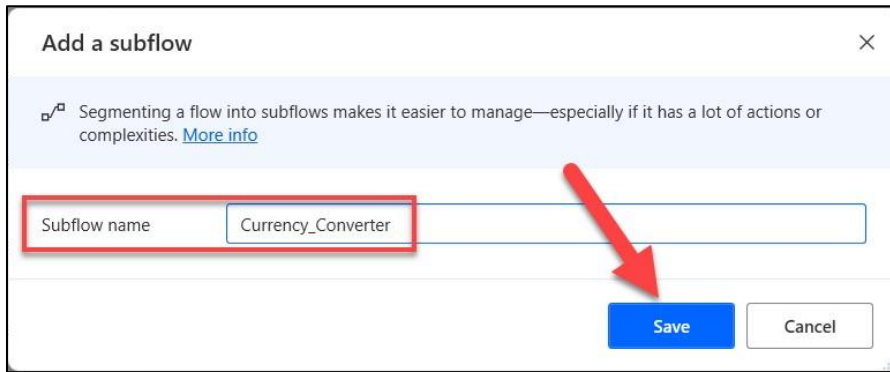 Add a subflow
Segmenting a flow into subflows makes it easier to manage—especially if it has a lot of actions or
complexities. More info
Subflow name
Currency_Converter
Save
Cancel